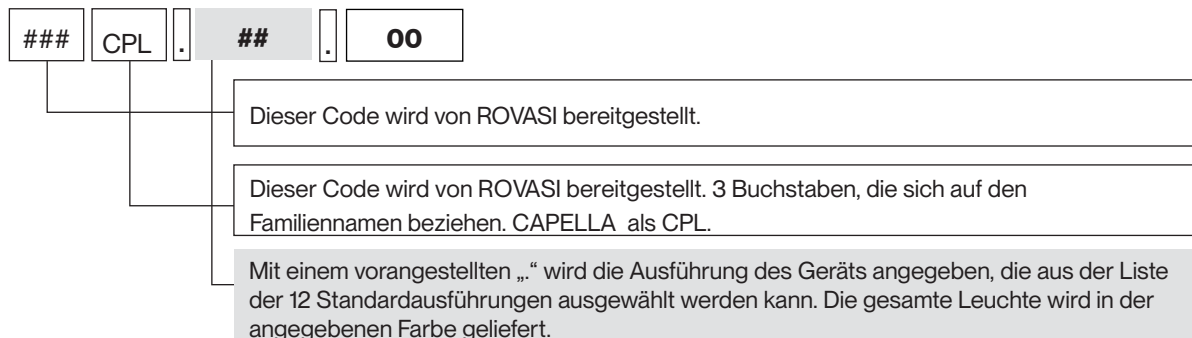 ### CPL . ## . 00
Dieser Code wird von ROVASI bereitgestellt.
Dieser Code wird von ROVASI bereitgestellt. 3 Buchstaben, die sich auf den
Familiennamen beziehen. CAPELLA als CPL.
Mit einem vorangestellten „.“ wird die Ausführung des Geräts angegeben, die aus der Liste
der 12 Standardausführungen ausgewählt werden kann. Die gesamte Leuchte wird in der
angegebenen Farbe geliefert.